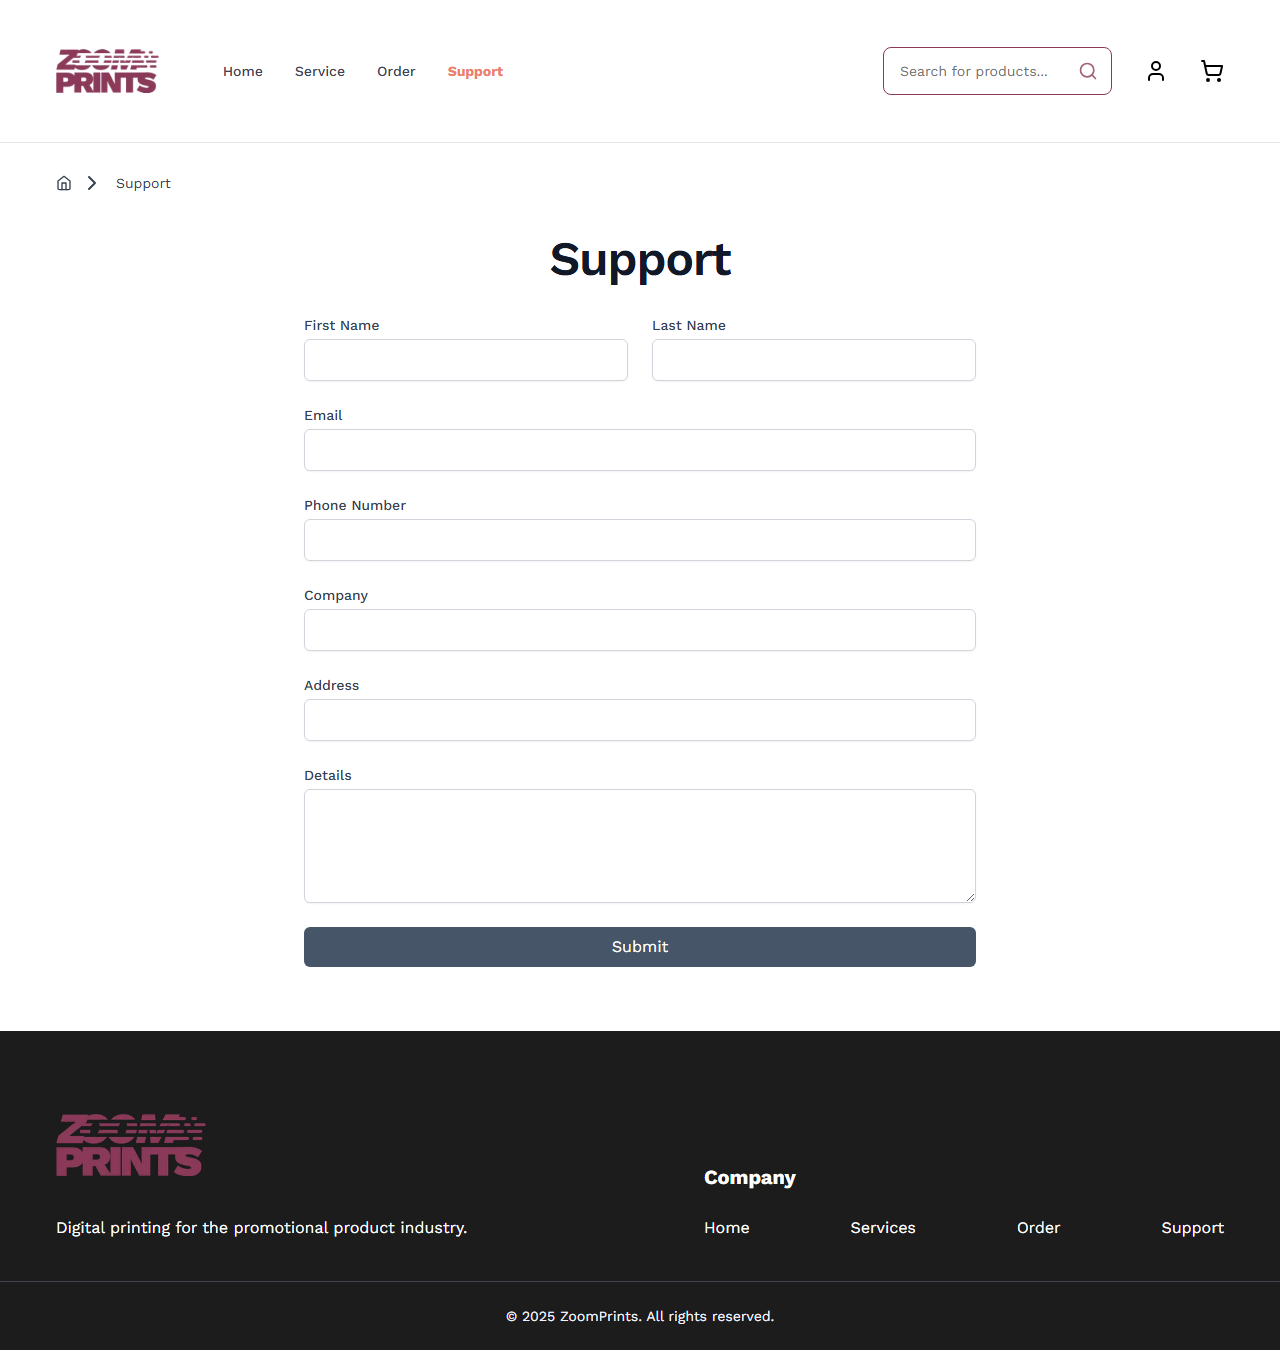 ZOOM
PRINTS
Home Service Order Support
Search for products...
Support
Support
First Name Last Name
Email
Phone Number
Company
Address
Details
Submit
ZOOM
PRINTS
Company
Digital printing for the promotional product industry.
Home Services Order Support
© 2025 ZoomPrints. All rights reserved.